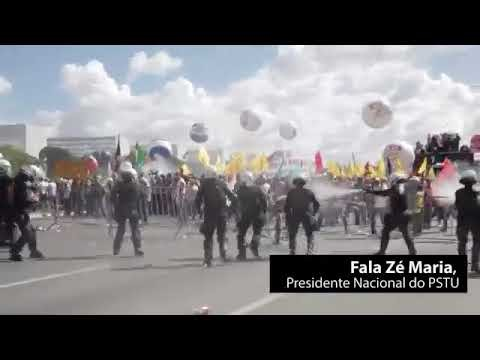 Fala Zé Maria,
Presidente Nacional do PSTU